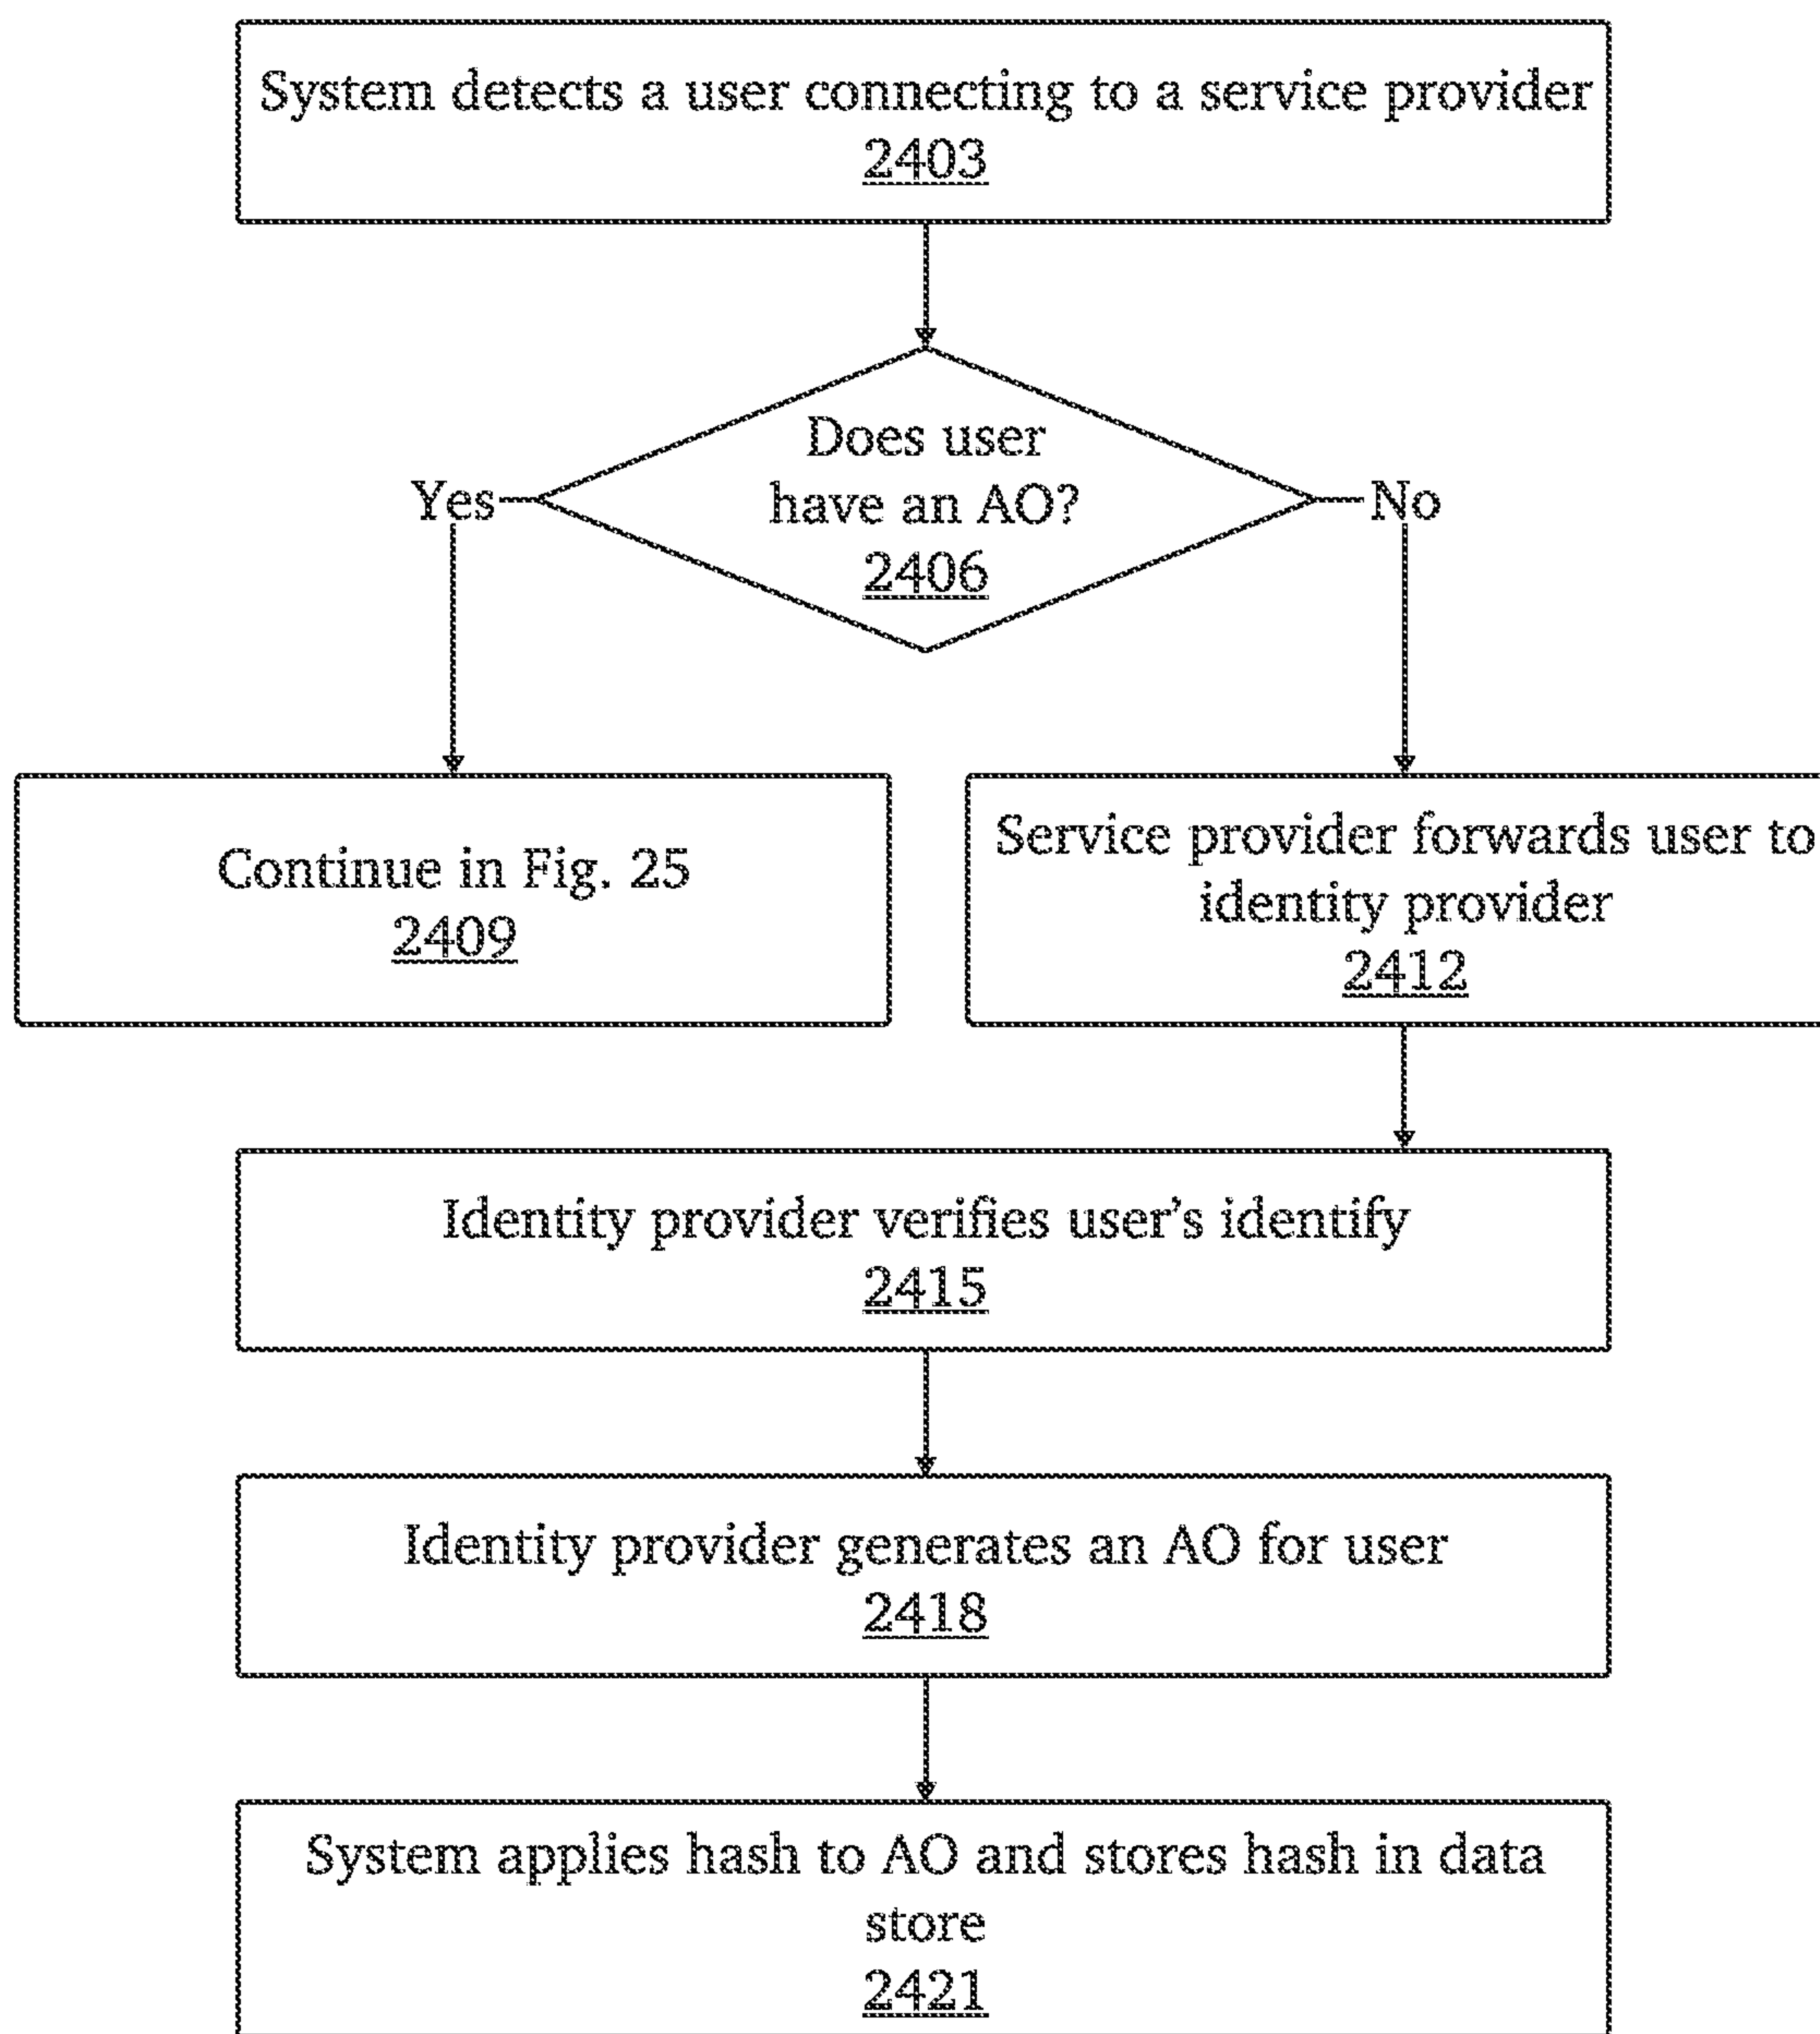 System detects a user connecting to a service provider
2403
Does user
have an AO?
2406
Yes
No
Continue in Fig. 25
2409
Service provider forwards user to
identity provider
2412
Identity provider verifies user's identify
2415
Identity provider generates an AO for user
2418
System applies hash to AO and stores hash in data
store
2421